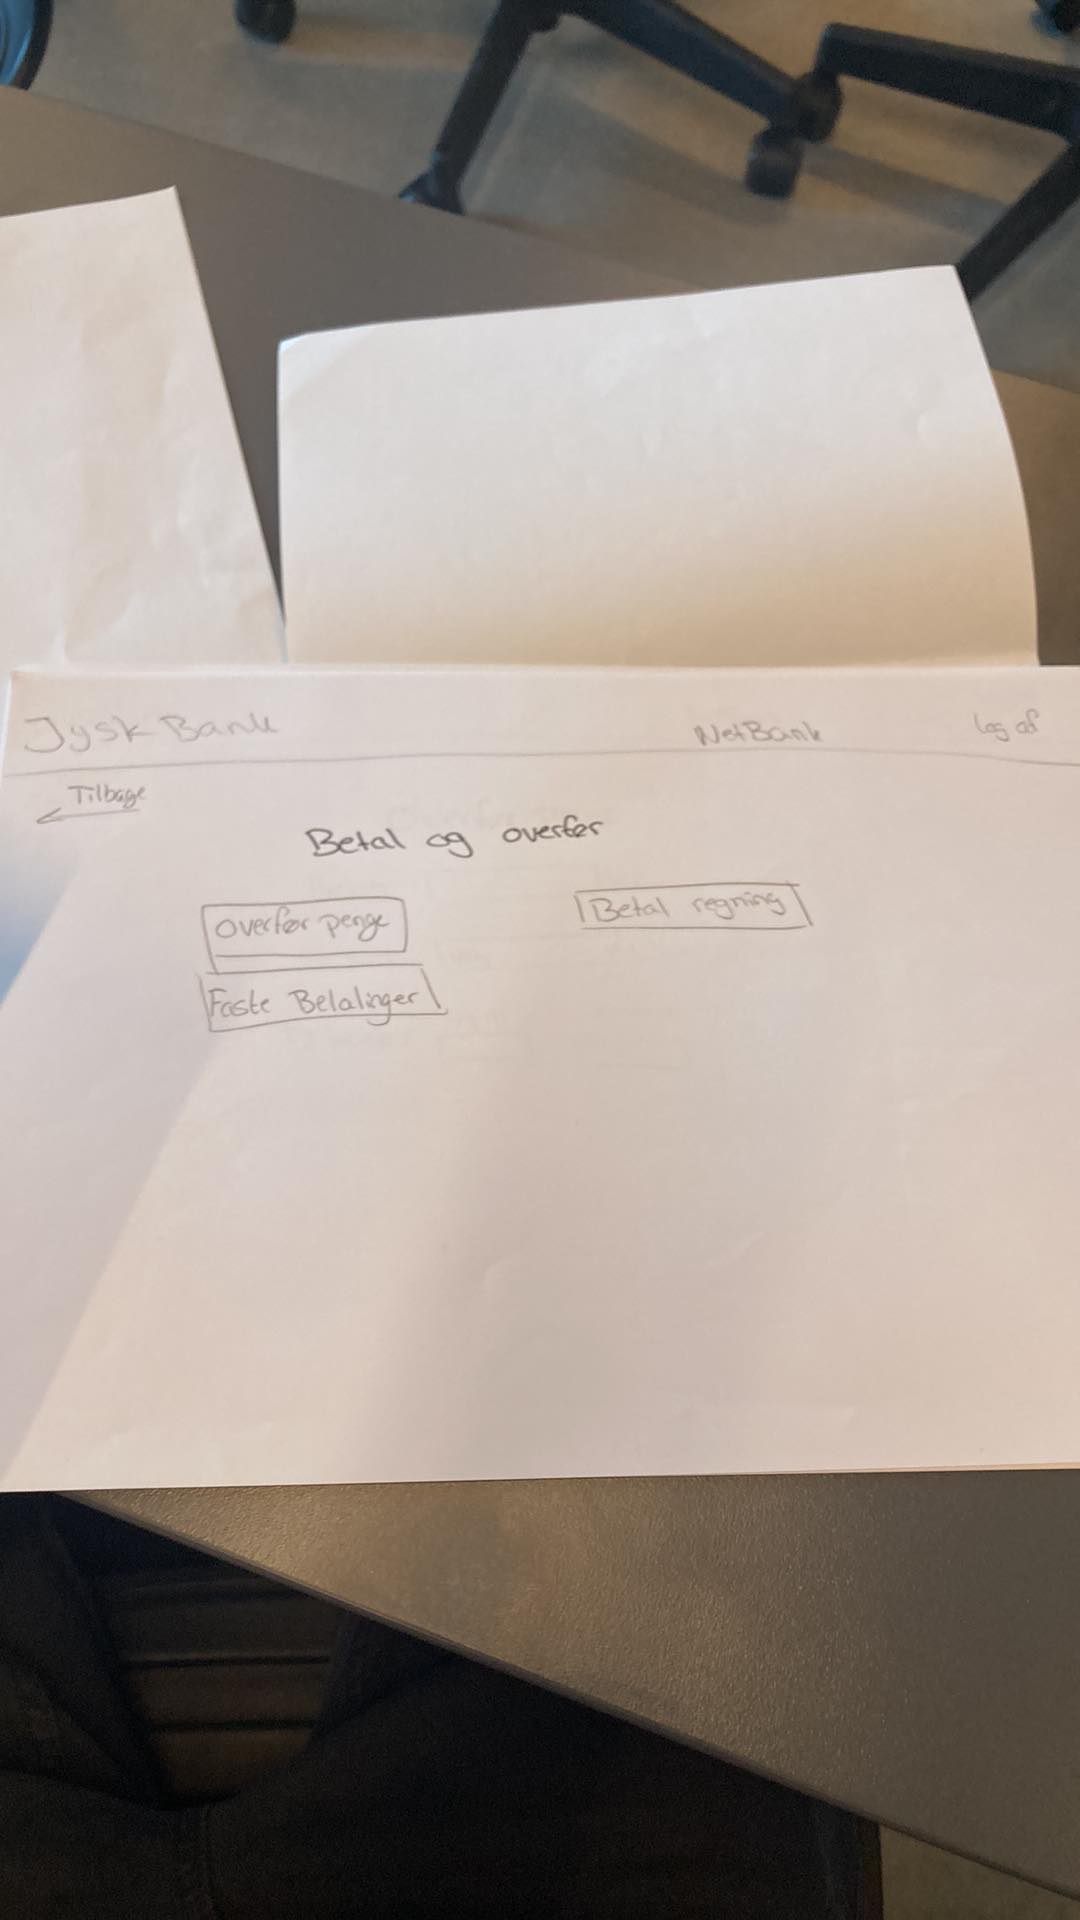 Jysk Bank NetBank log af
Tilbage
Betal og overfør
overfør penge Betal regning
Faste Betalinger